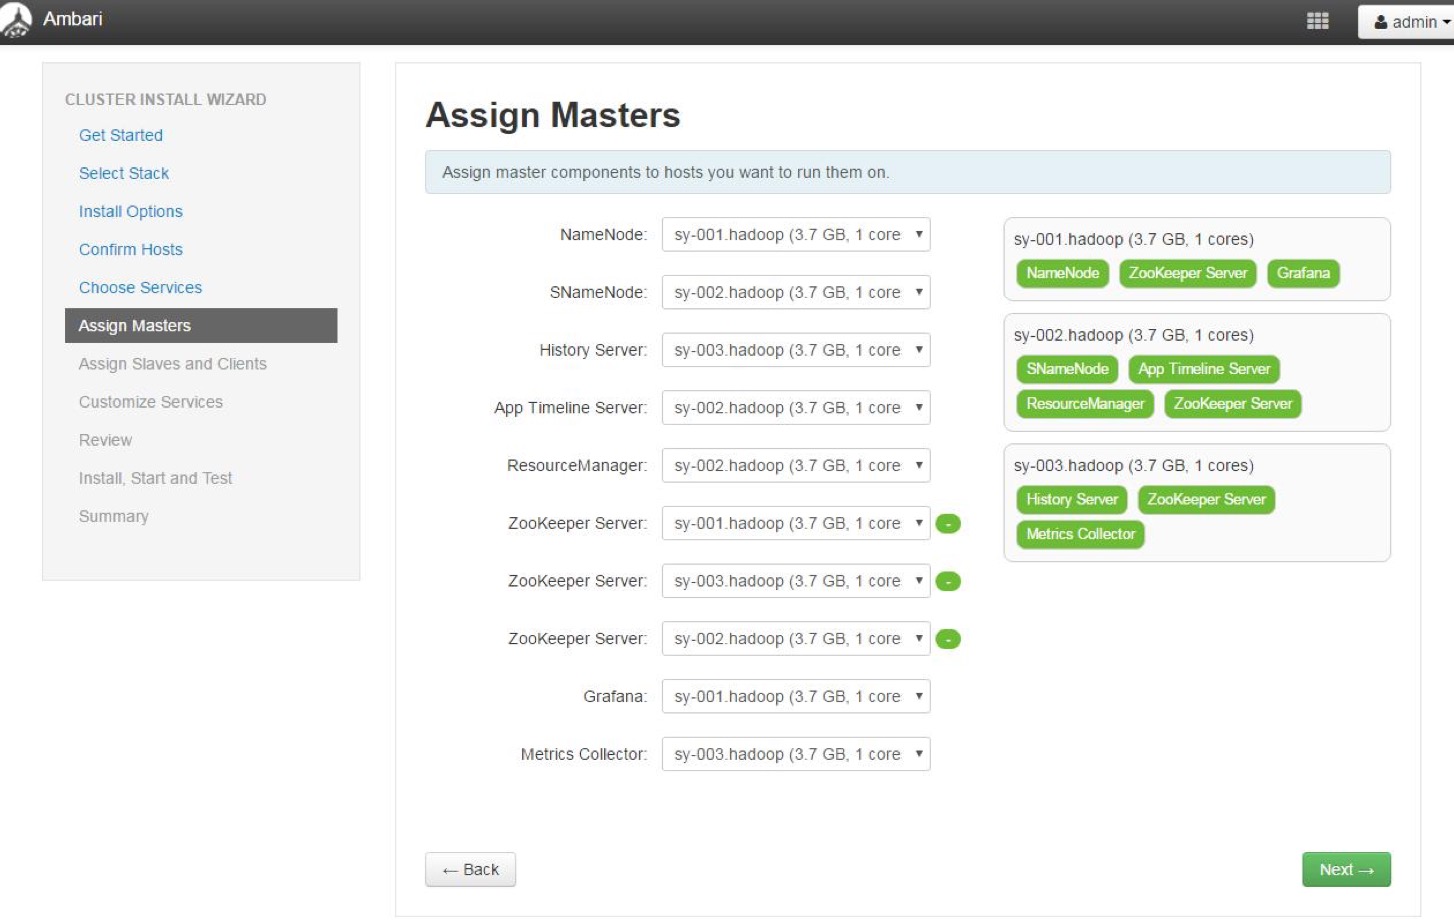 Ambari
admin
CLUSTER INSTALL WIZARD
Get Started
Select Stack
Install Options
Confirm Hosts
Choose Services
Assign Masters
Assign Slaves and Clients
Customize Services
Review
Install, Start and Test
Summary
Assign Masters
Assign master components to hosts you want to run them on.
NameNode: sy-001.hadoop (3.7 GB, 1 core
SNameNode: sy-002.hadoop (3.7 GB, 1 core
History Server: sy-003.hadoop (3.7 GB, 1 core
App Timeline Server: sy-002.hadoop (3.7 GB, 1 core
ResourceManager: sy-002.hadoop (3.7 GB, 1 core
ZooKeeper Server: sy-001.hadoop (3.7 GB, 1 core -
ZooKeeper Server: sy-003.hadoop (3.7 GB, 1 core -
ZooKeeper Server: sy-002.hadoop (3.7 GB, 1 core -
Grafana: sy-001.hadoop (3.7 GB, 1 core
Metrics Collector: sy-003.hadoop (3.7 GB, 1 core
sy-001.hadoop (3.7 GB, 1 cores)
NameNode ZooKeeper Server Grafana
sy-002.hadoop (3.7 GB, 1 cores)
SNameNode App Timeline Server
ResourceManager ZooKeeper Server
sy-003.hadoop (3.7 GB, 1 cores)
History Server ZooKeeper Server
Metrics Collector
← Back
Next →